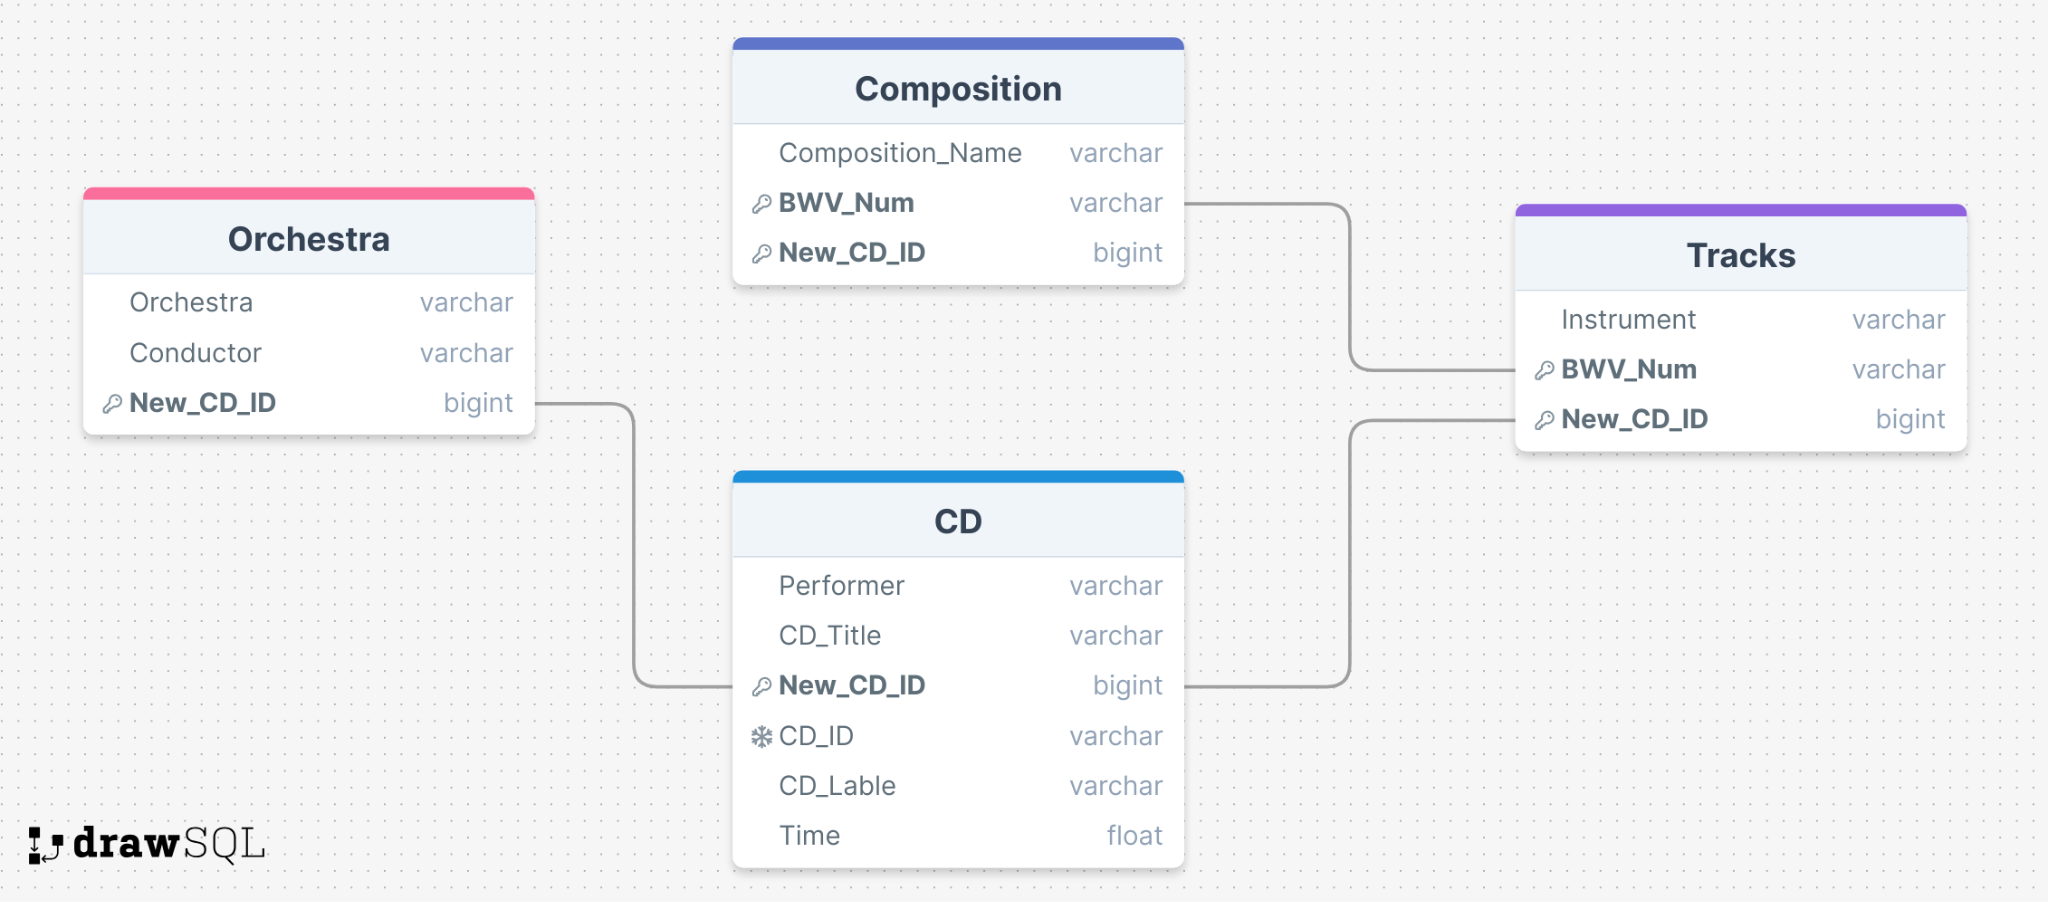 Orchestra
Orchestra varchar
Conductor varchar
New_CD_ID bigint
Composition
Composition_Name varchar
BWV_Num varchar
New_CD_ID bigint
CD
Performer varchar
CD_Title varchar
New_CD_ID bigint
CD_ID varchar
CD_Lable varchar
Time float
Tracks
Instrument varchar
BWV_Num varchar
New_CD_ID bigint
drawSQL